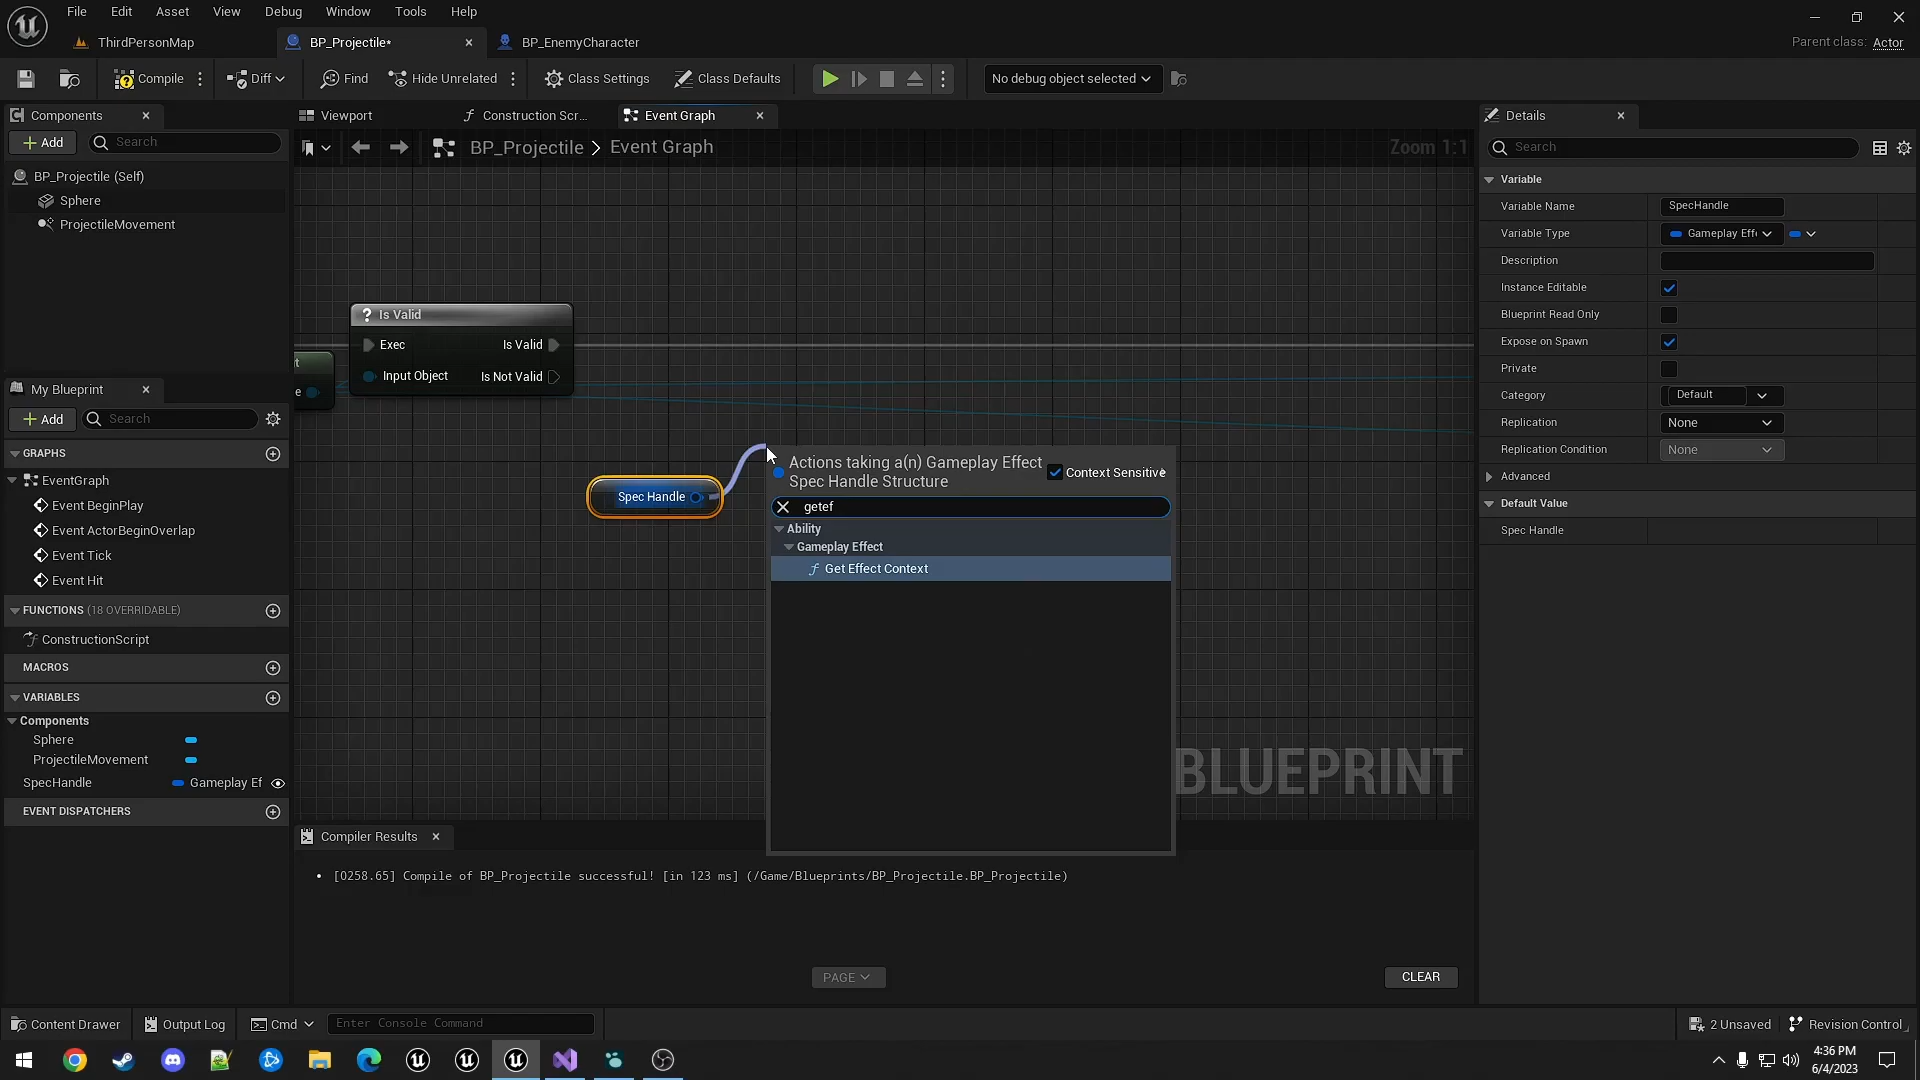 File Edit Asset View Debug Window Tools Help
ThirdPersonMap
BP_Projectile*
BP_EnemyCharacter
Parent class: Actor
Compile
Diff
Find
Hide Unrelated
Class Settings
Class Defaults
No debug object selected
Components
Add
Search
BP_Projectile (Self)
Sphere
ProjectileMovement
My Blueprint
Add
Search
GRAPHS
EventGraph
Event BeginPlay
Event ActorBeginOverlap
Event Tick
Event Hit
FUNCTIONS (18 OVERRIDABLE)
ConstructionScript
MACROS
VARIABLES
Components
Sphere
ProjectileMovement
SpecHandle Gameplay Ef
EVENT DISPATCHERS
Viewport
Construction Scr...
Event Graph
BP_Projectile > Event Graph
Zoom 1:1
Is Valid
Exec Is Valid
Input Object Is Not Valid
t
e
Spec Handle
Actions taking a(n) Gameplay Effect
Spec Handle Structure
Context Sensitive
getef
Ability
Gameplay Effect
f Get Effect Context
BLUEPRINT
Compiler Results
• [0258.65] Compile of BP_Projectile successful! [in 123 ms] (/Game/Blueprints/BP_Projectile.BP_Projectile)
PAGE
CLEAR
Details
Search
Variable
Variable Name SpecHandle
Variable Type Gameplay Effe
Description
Instance Editable
Blueprint Read Only
Expose on Spawn
Private
Category Default
Replication None
Replication Condition None
Advanced
Default Value
Spec Handle
Content Drawer
Output Log
Cmd
Enter Console Command
2 Unsaved
Revision Control
4:36 PM
6/4/2023